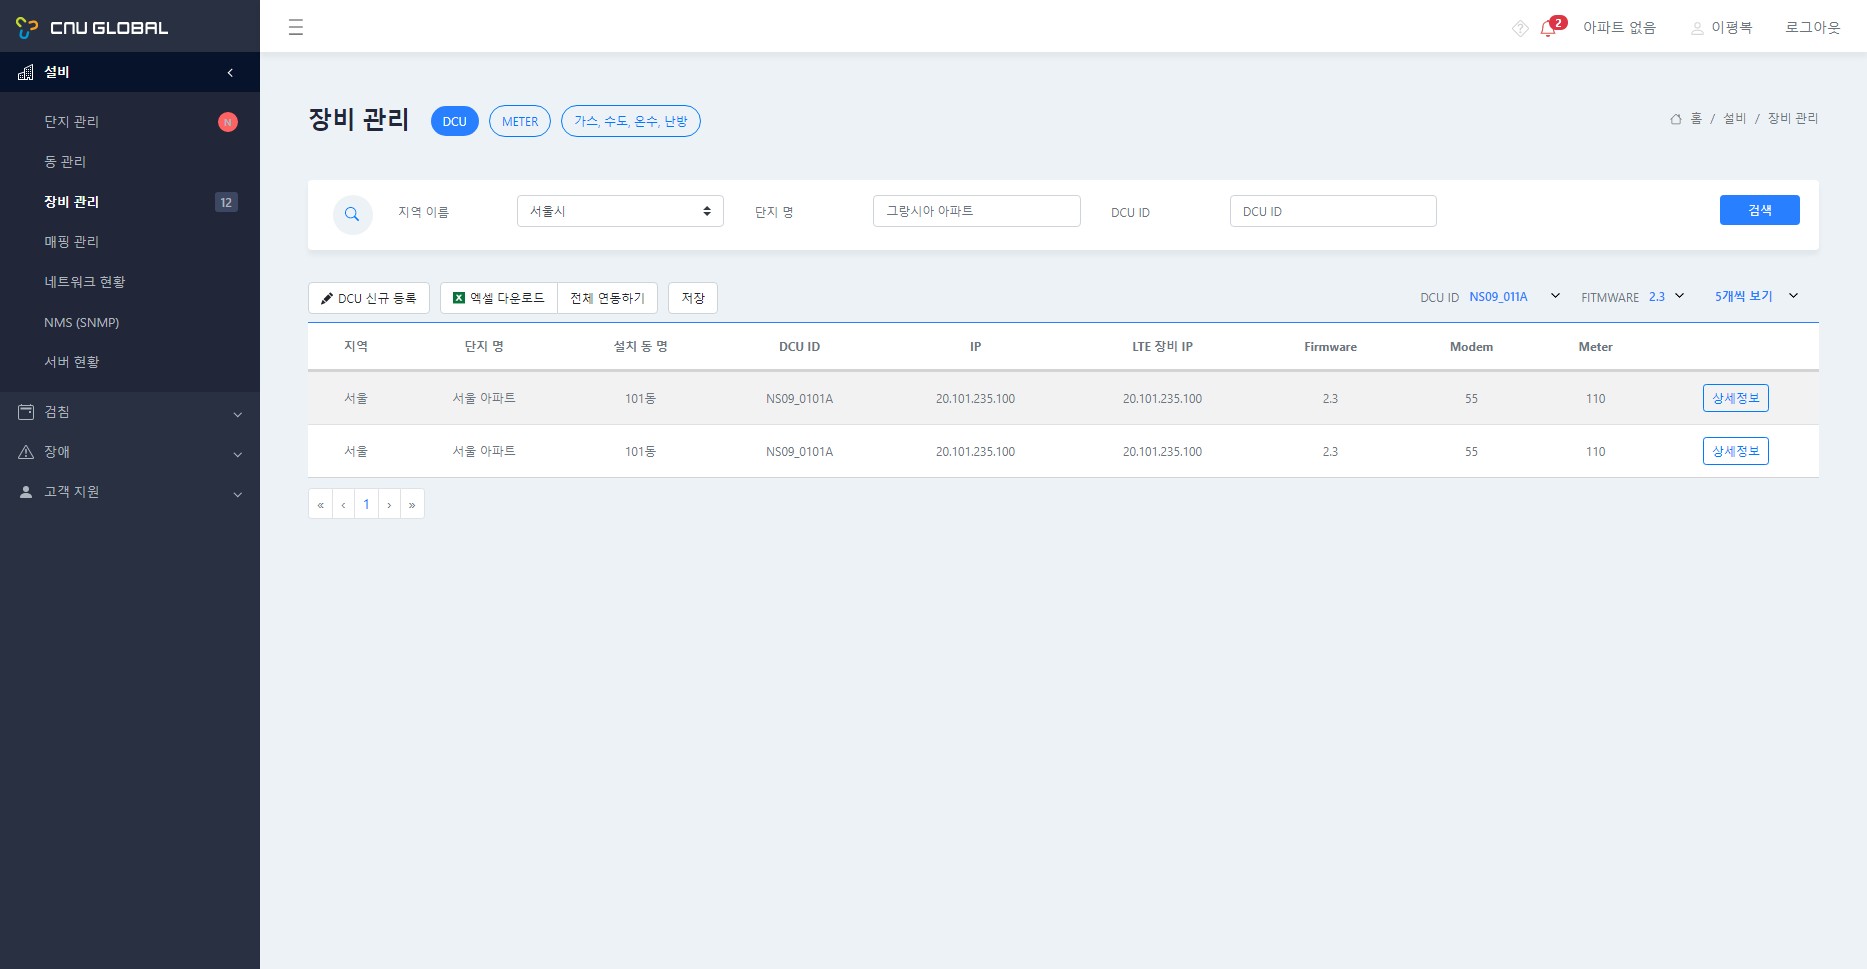 CNU GLOBAL
아파트 없음 이평복 로그아웃
2
설비
단지 관리 N
동 관리
장비 관리 12
매핑 관리
네트워크 현황
NMS (SNMP)
서버 현황
검침
장애
고객 지원
장비 관리 DCU METER 가스, 수도, 온수, 난방
홈 / 설비 / 장비 관리
지역 이름 서울시 단지 명 그랑시아 아파트 DCU ID DCU ID 검색
DCU 신규 등록 엑셀 다운로드 전체 연동하기 저장
DCU ID NS09_011A FITMWARE 2.3 5개씩 보기
지역 단지 명 설치 동 명 DCU ID IP LTE 장비 IP Firmware Modem Meter
서울 서울 아파트 101동 NS09_0101A 20.101.235.100 20.101.235.100 2.3 55 110 상세정보
서울 서울 아파트 101동 NS09_0101A 20.101.235.100 20.101.235.100 2.3 55 110 상세정보
« ‹ 1 › »